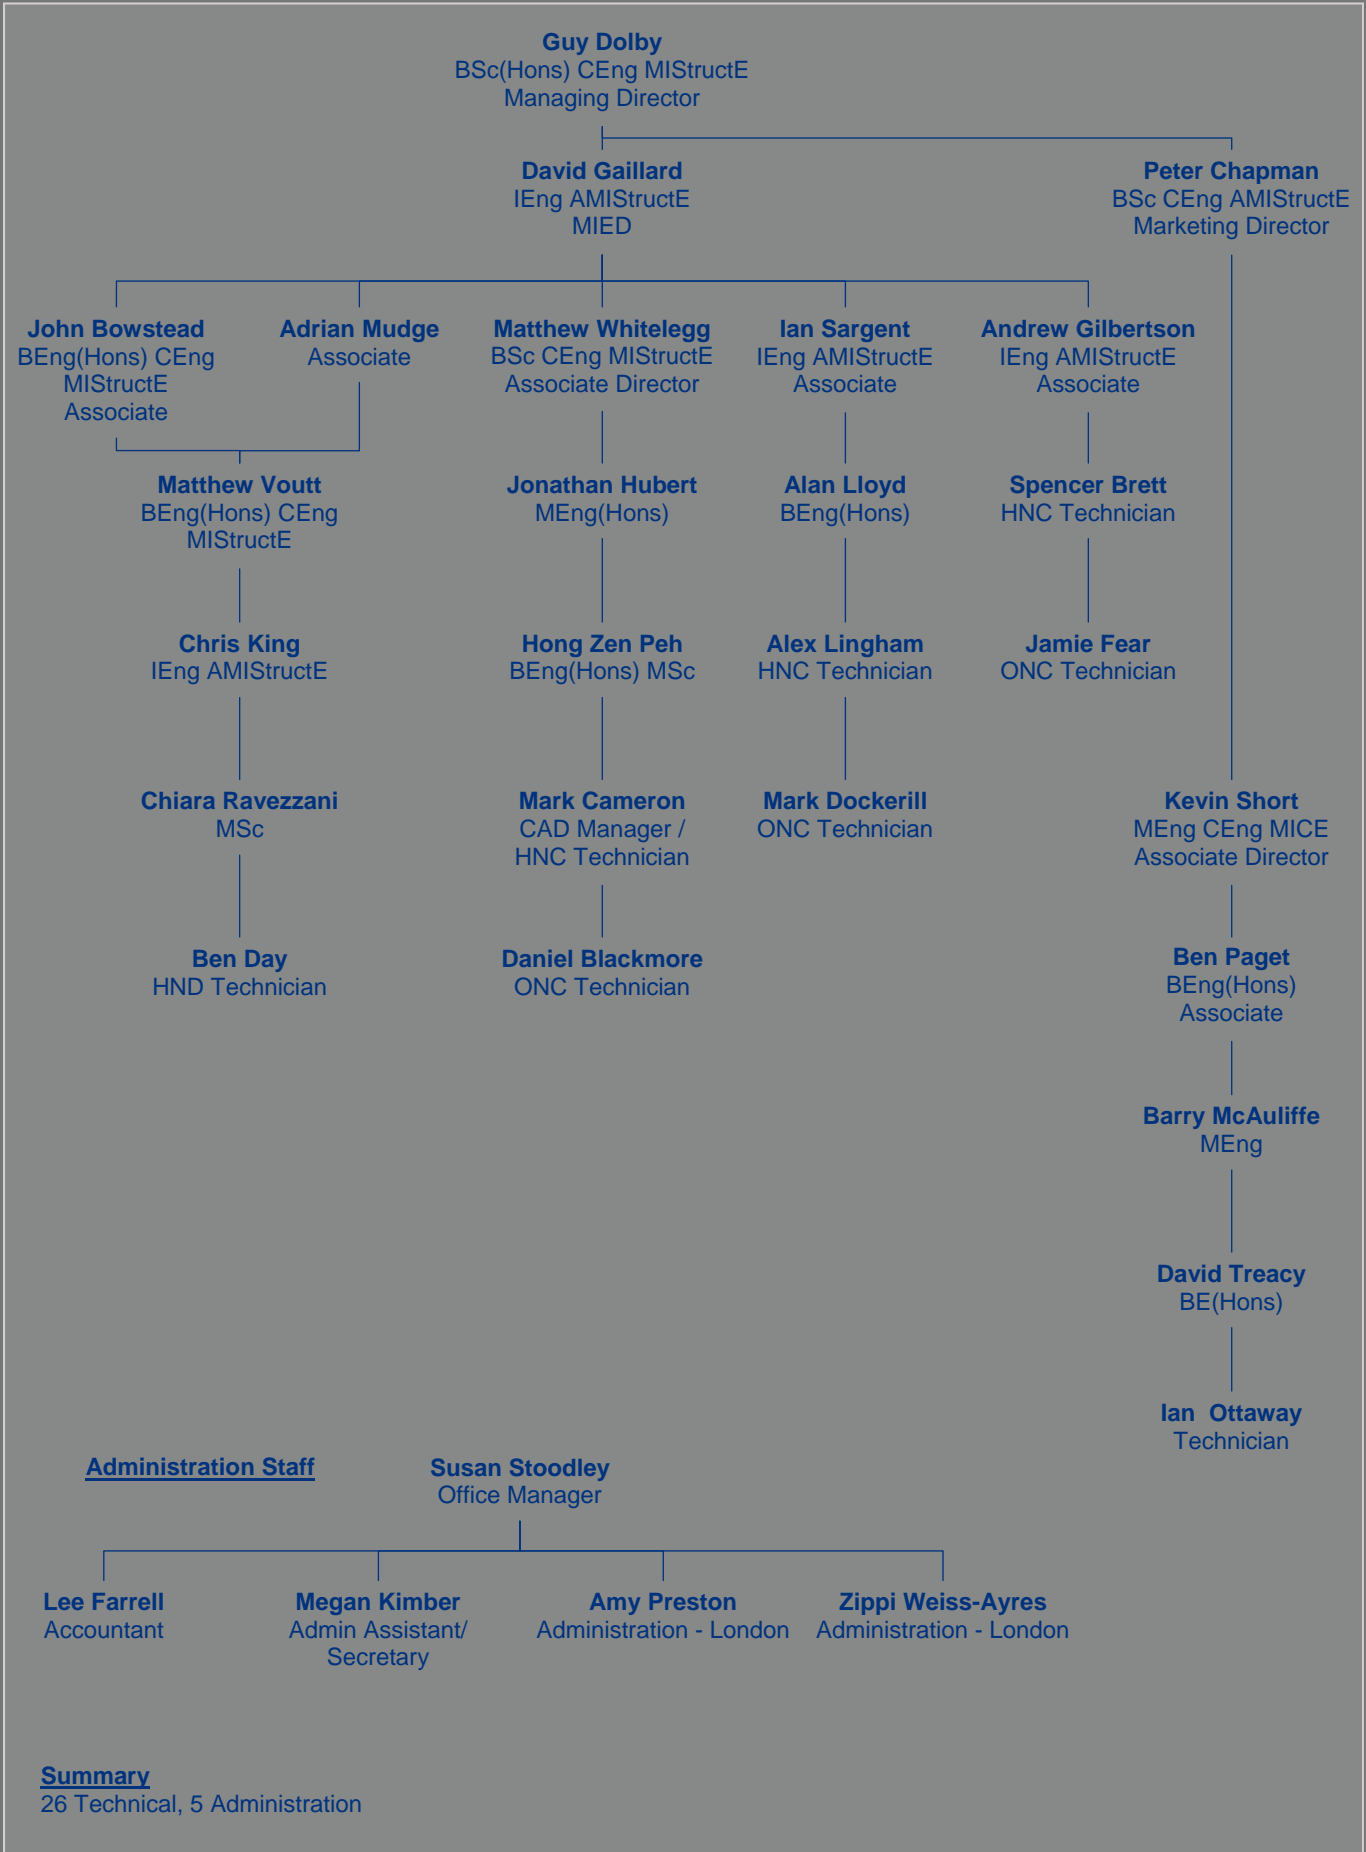 Guy Dolby
BSc(Hons) CEng MIStructE
Managing Director
David Gaillard
IEng AMIStructE
MIED
Peter Chapman
BSc CEng AMIStructE
Marketing Director
John Bowstead
BEng(Hons) CEng
MIStructE
Associate
Adrian Mudge
Associate
Matthew Whitelegg
BSc CEng MIStructE
Associate Director
Ian Sargent
IEng AMIStructE
Associate
Andrew Gilbertson
IEng AMIStructE
Associate
Matthew Voutt
BEng(Hons) CEng
MIStructE
Jonathan Hubert
MEng(Hons)
Alan Lloyd
BEng(Hons)
Spencer Brett
HNC Technician
Chris King
IEng AMIStructE
Hong Zen Peh
BEng(Hons) MSc
Alex Lingham
HNC Technician
Jamie Fear
ONC Technician
Chiara Ravezzani
MSc
Mark Cameron
CAD Manager /
HNC Technician
Mark Dockerill
ONC Technician
Kevin Short
MEng CEng MICE
Associate Director
Ben Day
HND Technician
Daniel Blackmore
ONC Technician
Ben Paget
BEng(Hons)
Associate
Barry McAuliffe
MEng
David Treacy
BE(Hons)
Ian  Ottaway
Technician
Administration Staff
Susan Stoodley
Office Manager
Lee Farrell
Accountant
Megan Kimber
Admin Assistant/
Secretary
Amy Preston
Administration - London
Zippi Weiss-Ayres
Administration - London
Summary
26 Technical, 5 Administration